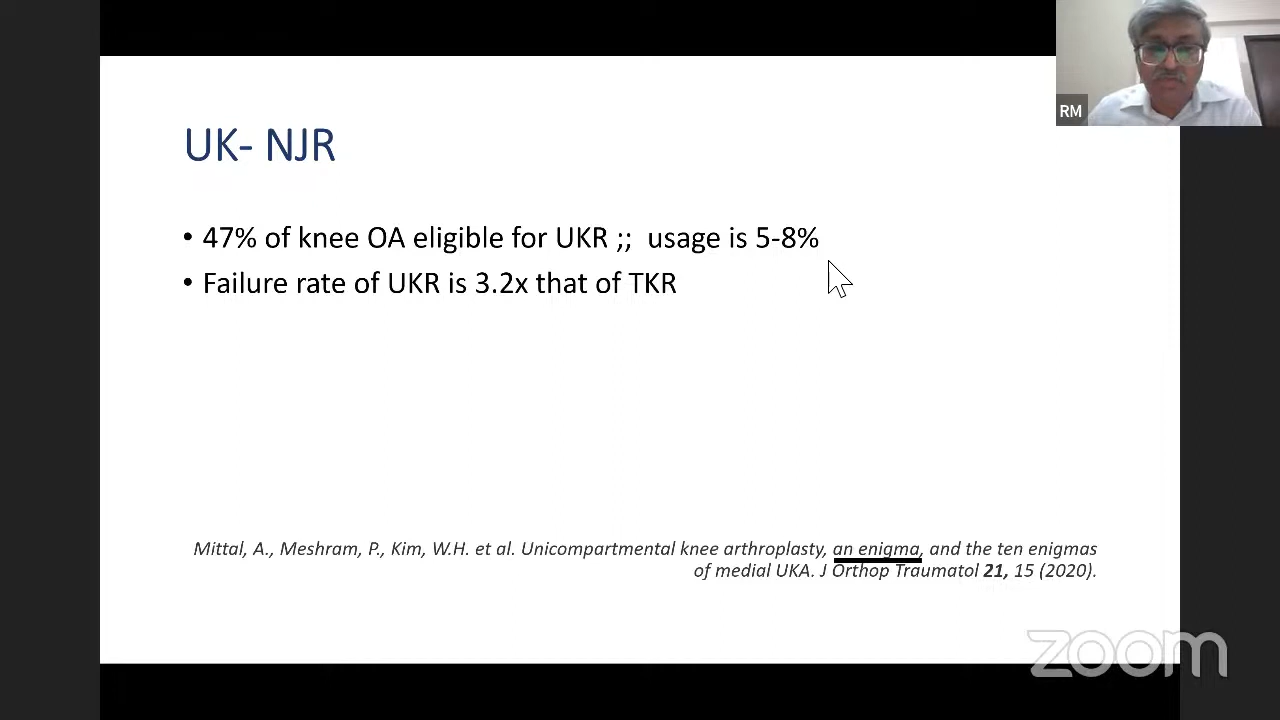 RM
UK- NJR
• 47% of knee OA eligible for UKR ;;  usage is 5-8%
• Failure rate of UKR is 3.2x that of TKR
Mittal, A., Meshram, P., Kim, W.H. et al. Unicompartmental knee arthroplasty, an enigma, and the ten enigmas
of medial UKA. J Orthop Traumatol 21, 15 (2020).
zoom